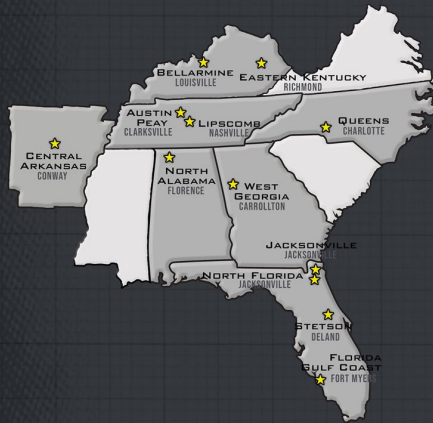 BELLARMINE
LOUISVILLE
EASTERN KENTUCKY
RICHMOND
AUSTIN
PEAY
CLARKSVILLE
LIPSCOMB
NASHVILLE
QUEENS
CHARLOTTE
CENTRAL
ARKANSAS
CONWAY
NORTH
ALABAMA
FLORENCE
WEST
GEORGIA
CARROLLTON
JACKSONVILLE
JACKSONVILLE
NORTH FLORIDA
JACKSONVILLE
STETSON
DELAND
FLORIDA
GULF COAST
FORT MYERS